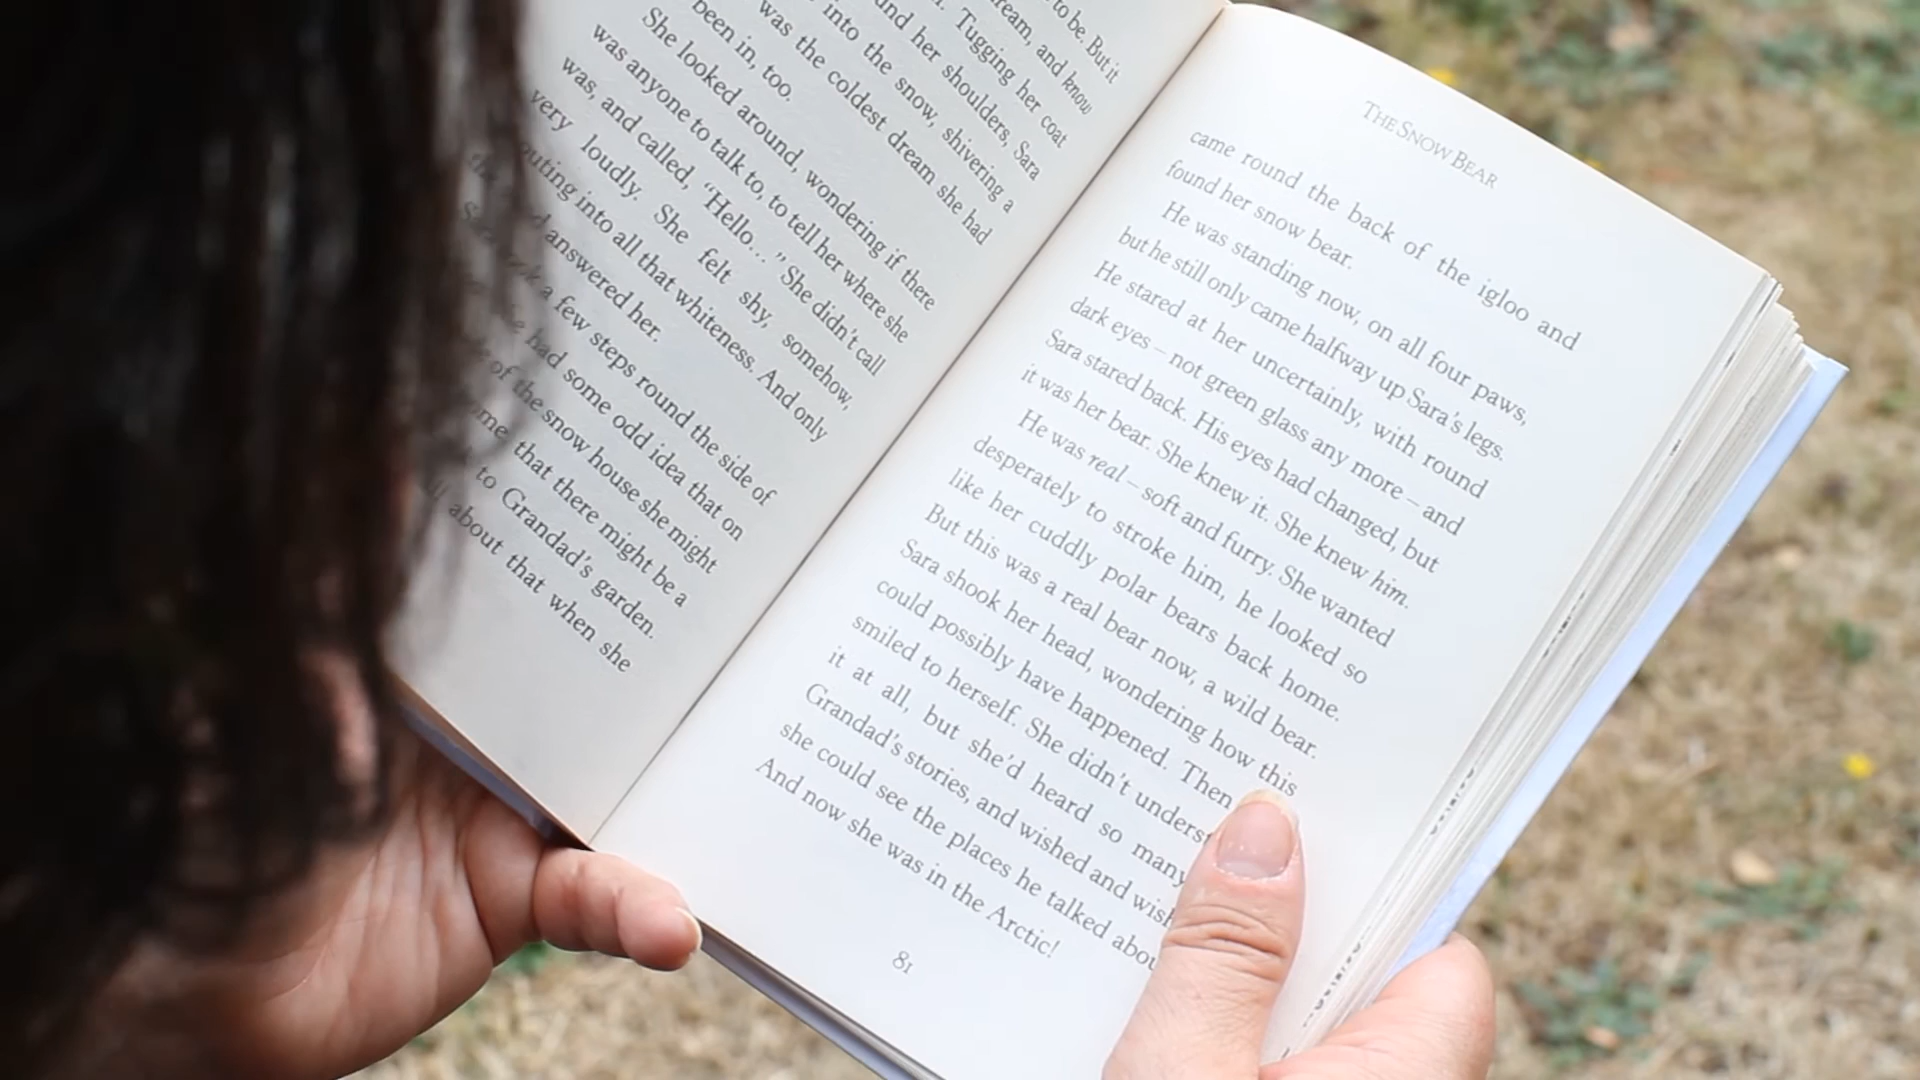 to be. But it
ream, and know
Tugging her coat
und her shoulders, Sara
into the snow, shivering a
was the coldest dream she had
been in, too.
She looked around, wondering if there
was anyone to talk to, to tell her where she
was, and called, “Hello...” She didn’t call
very loudly. She felt shy, somehow,
outing into all that whiteness. And only
answered her.
a few steps round the side of
had some odd idea that on
of the snow house she might
that there might be a
to Grandad’s garden.
about that when she
THE SNOW BEAR
came round the back of the igloo and
found her snow bear.
He was standing now, on all four paws,
but he still only came halfway up Sara’s legs.
He stared at her uncertainly, with round
dark eyes – not green glass any more – and
Sara stared back. His eyes had changed, but
it was her bear. She knew it. She knew him.
He was real – soft and furry. She wanted
desperately to stroke him, he looked so
like her cuddly polar bears back home.
But this was a real bear now, a wild bear.
Sara shook her head, wondering how this
could possibly have happened. Then
smiled to herself. She didn’t underst
it at all, but she’d heard so many
Grandad’s stories, and wished and wish
she could see the places he talked abou
And now she was in the Arctic!
81